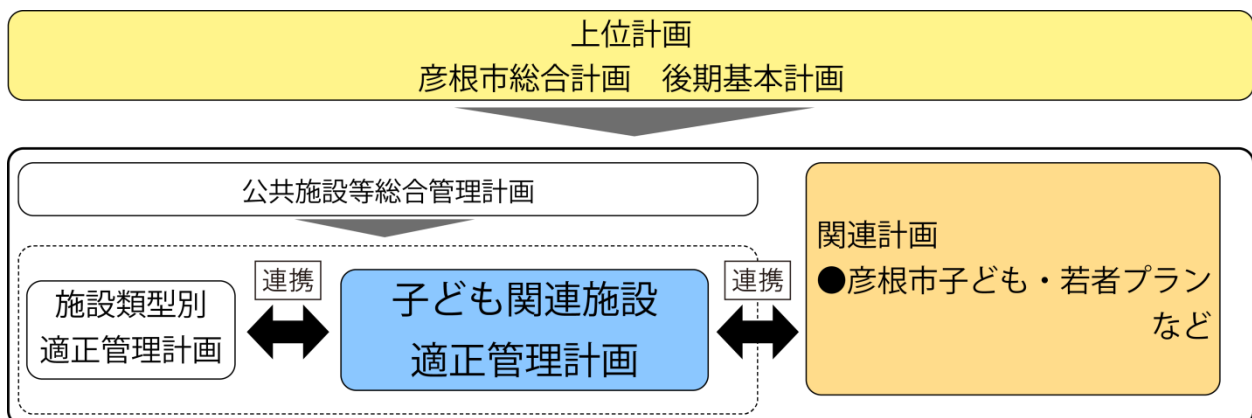 上位計画
彦根市総合計画　後期基本計画
公共施設等総合管理計画
施設類型別
適正管理計画
連携
子ども関連施設
適正管理計画
連携
関連計画
●彦根市子ども・若者プラン
など